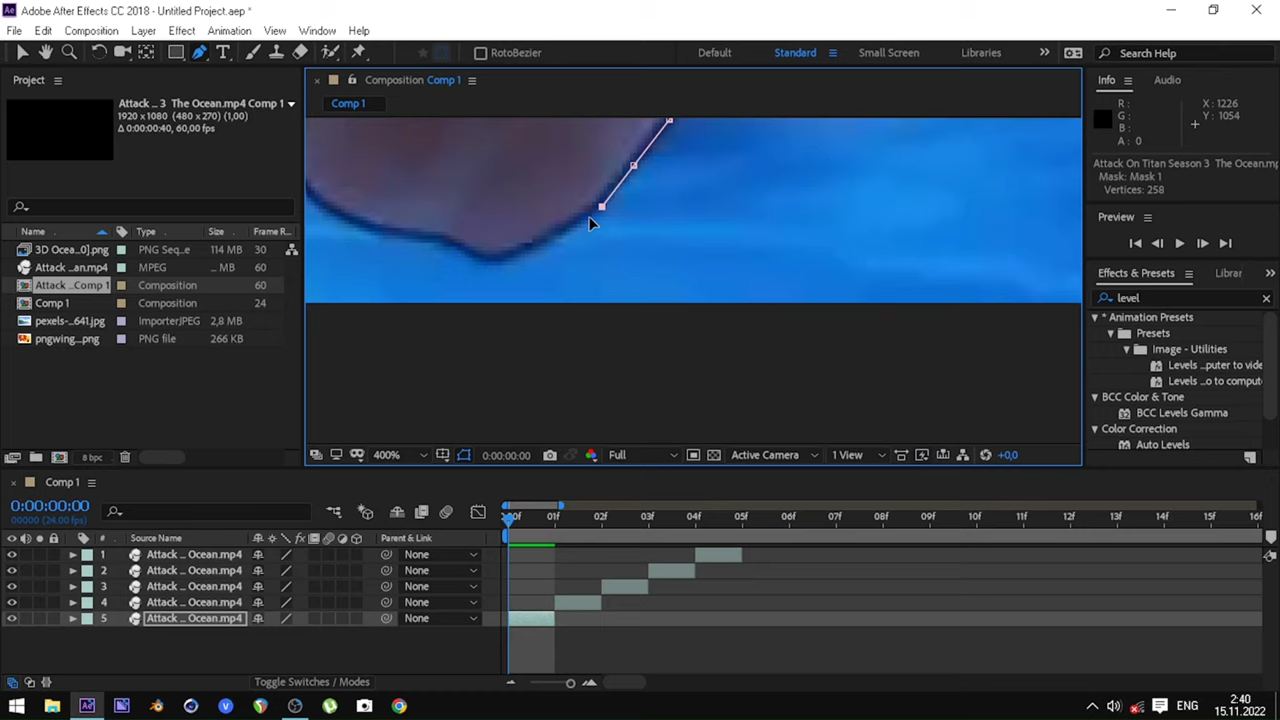 Ae Adobe After Effects CC 2018 - Untitled Project.aep *
File Edit Composition Layer Effect Animation View Window Help
RotoBezier Default Standard Small Screen Libraries Search Help
Project
Attack ... 3 The Ocean.mp4 Comp 1
1920 x 1080 (480 x 270) (1,00)
Δ 0:00:00:40, 60,00 fps
Name Type Size Frame R...
3D Ocea...0].png PNG Seq...e 114 MB 30
Attack ...an.mp4 MPEG ... MB 60
Attack ...Comp 1 Composition 60
Comp 1 Composition 24
pexels-...641.jpg ImporterJPEG 2,8 MB
pngwing...png PNG file 266 KB
8 bpc
Composition Comp 1
Comp 1
400% 0:00:00:00 Full Active Camera 1 View +0,0
Info Audio
R :
G :
B :
A : 0
X : 1226
Y : 1054
Attack On Titan Season 3 The Ocean.mp
Mask: Mask 1
Vertices: 258
Preview
Effects & Presets Librar
level
* Animation Presets
Presets
Image - Utilities
Levels ...puter to vide
Levels ...o to comput
BCC Color & Tone
BCC Levels Gamma
Color Correction
Auto Levels
Comp 1
0:00:00:00
00000 (24.00 fps)
# Source Name Parent & Link
00f 01f 02f 03f 04f 05f 06f 07f 08f 09f 10f 11f 12f 13f 14f 15f 16f
1 Attack ... Ocean.mp4 None
2 Attack ... Ocean.mp4 None
3 Attack ... Ocean.mp4 None
4 Attack ... Ocean.mp4 None
5 Attack ... Ocean.mp4 None
Toggle Switches / Modes
ENG
2:40
15.11.2022